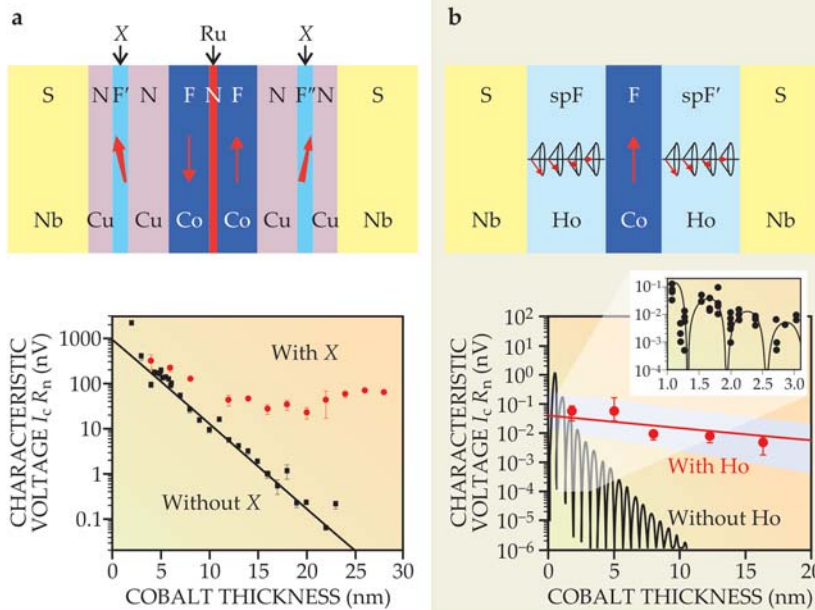 a
X Ru X
S N F′ N F N F N F″ N S
Nb Cu Cu Co Co Cu Cu Nb
CHARACTERISTIC
VOLTAGE IcRn (nV)
1000
100
10
1
0.1
With X
Without X
0 5 10 15 20 25 30
COBALT THICKNESS (nm)
b
S spF F spF′ S
Nb Ho Co Ho Nb
CHARACTERISTIC
VOLTAGE IcRn (nV)
10²
10¹
10⁰
10⁻¹
10⁻²
10⁻³
10⁻⁴
10⁻⁵
10⁻⁶
10⁻¹
10⁻²
10⁻³
10⁻⁴
1.0 1.5 2.0 2.5 3.0
With Ho
Without Ho
0 10 20
COBALT THICKNESS (nm)